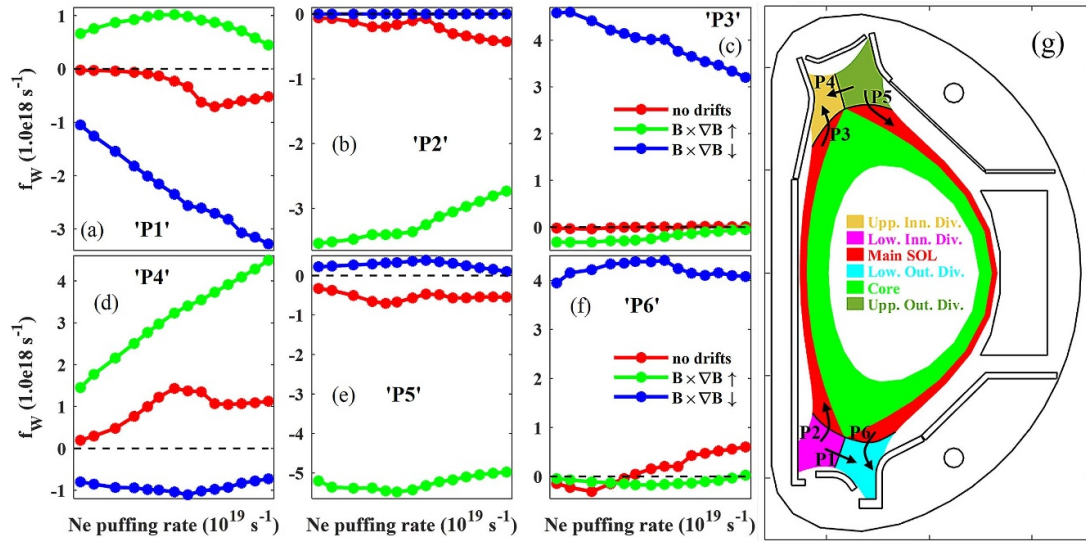 f_W (1.0e18 s⁻¹)
1
0
-1
-2
-3
(a)
'P1'
0
-1
-2
-3
(b)
'P2'
'P3'
(c)
4
3
2
1
0
no drifts
B × ∇B ↑
B × ∇B ↓
f_W (1.0e18 s⁻¹)
4
3
2
1
0
-1
(d)
'P4'
Ne puffing rate (10¹⁹ s⁻¹)
0
-1
-2
-3
-4
-5
(e)
'P5'
Ne puffing rate (10¹⁹ s⁻¹)
4
3
2
1
0
(f)
'P6'
no drifts
B × ∇B ↑
B × ∇B ↓
Ne puffing rate (10¹⁹ s⁻¹)
(g)
P4
P5
P3
Upp. Inn. Div.
Low. Inn. Div.
Main SOL
Low. Out. Div.
Core
Upp. Out. Div.
P2
P6
P1